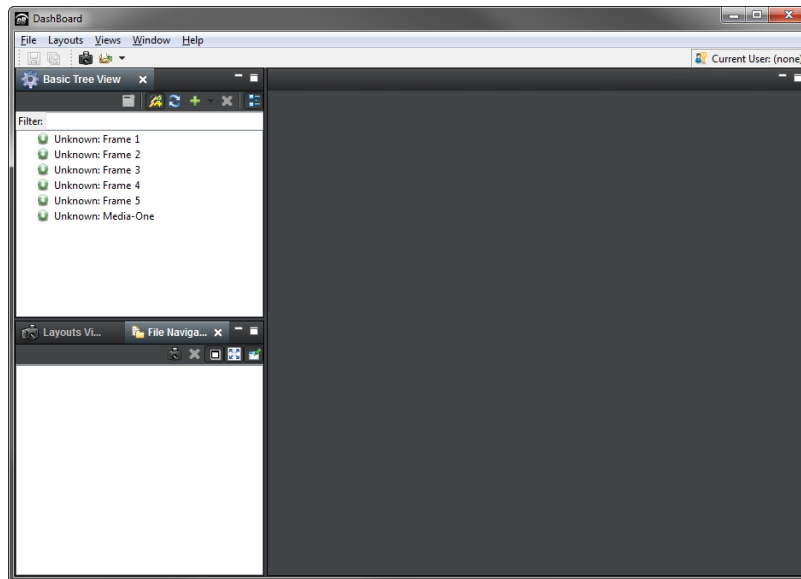 DashBoard
File Layouts Views Window Help
Current User: (none)
Basic Tree View
Filter:
Unknown: Frame 1
Unknown: Frame 2
Unknown: Frame 3
Unknown: Frame 4
Unknown: Frame 5
Unknown: Media-One
Layouts Vi... File Naviga...